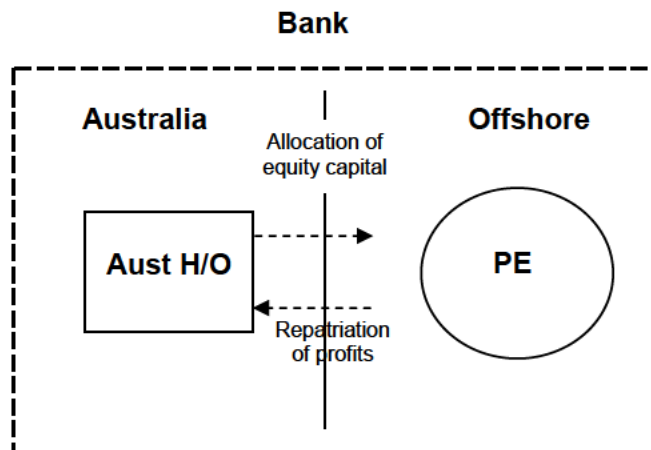 Bank
Australia
Offshore
Allocation of
equity capital
Aust H/O
PE
Repatriation
of profits